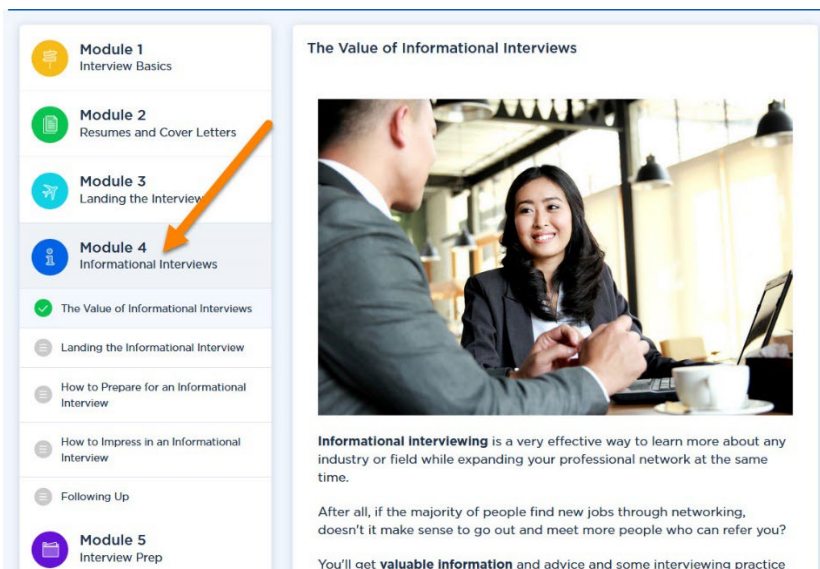 Module 1
Interview Basics
Module 2
Resumes and Cover Letters
Module 3
Landing the Interview
Module 4
Informational Interviews
The Value of Informational Interviews
Landing the Informational Interview
How to Prepare for an Informational
Interview
How to Impress in an Informational
Interview
Following Up
Module 5
Interview Prep
The Value of Informational Interviews
Informational interviewing is a very effective way to learn more about any
industry or field while expanding your professional network at the same
time.
After all, if the majority of people find new jobs through networking,
doesn't it make sense to go out and meet more people who can refer you?
You'll get valuable information and advice and some interviewing practice